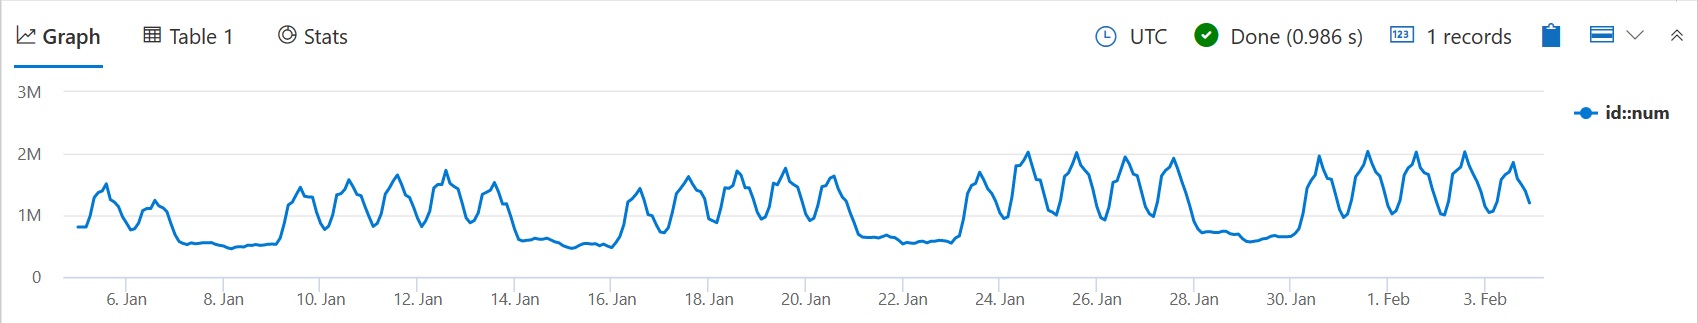 Graph Table 1 Stats UTC Done (0.986 s) 123 1 records
3M
id::num
2M
1M
0
6. Jan 8. Jan 10. Jan 12. Jan 14. Jan 16. Jan 18. Jan 20. Jan 22. Jan 24. Jan 26. Jan 28. Jan 30. Jan 1. Feb 3. Feb